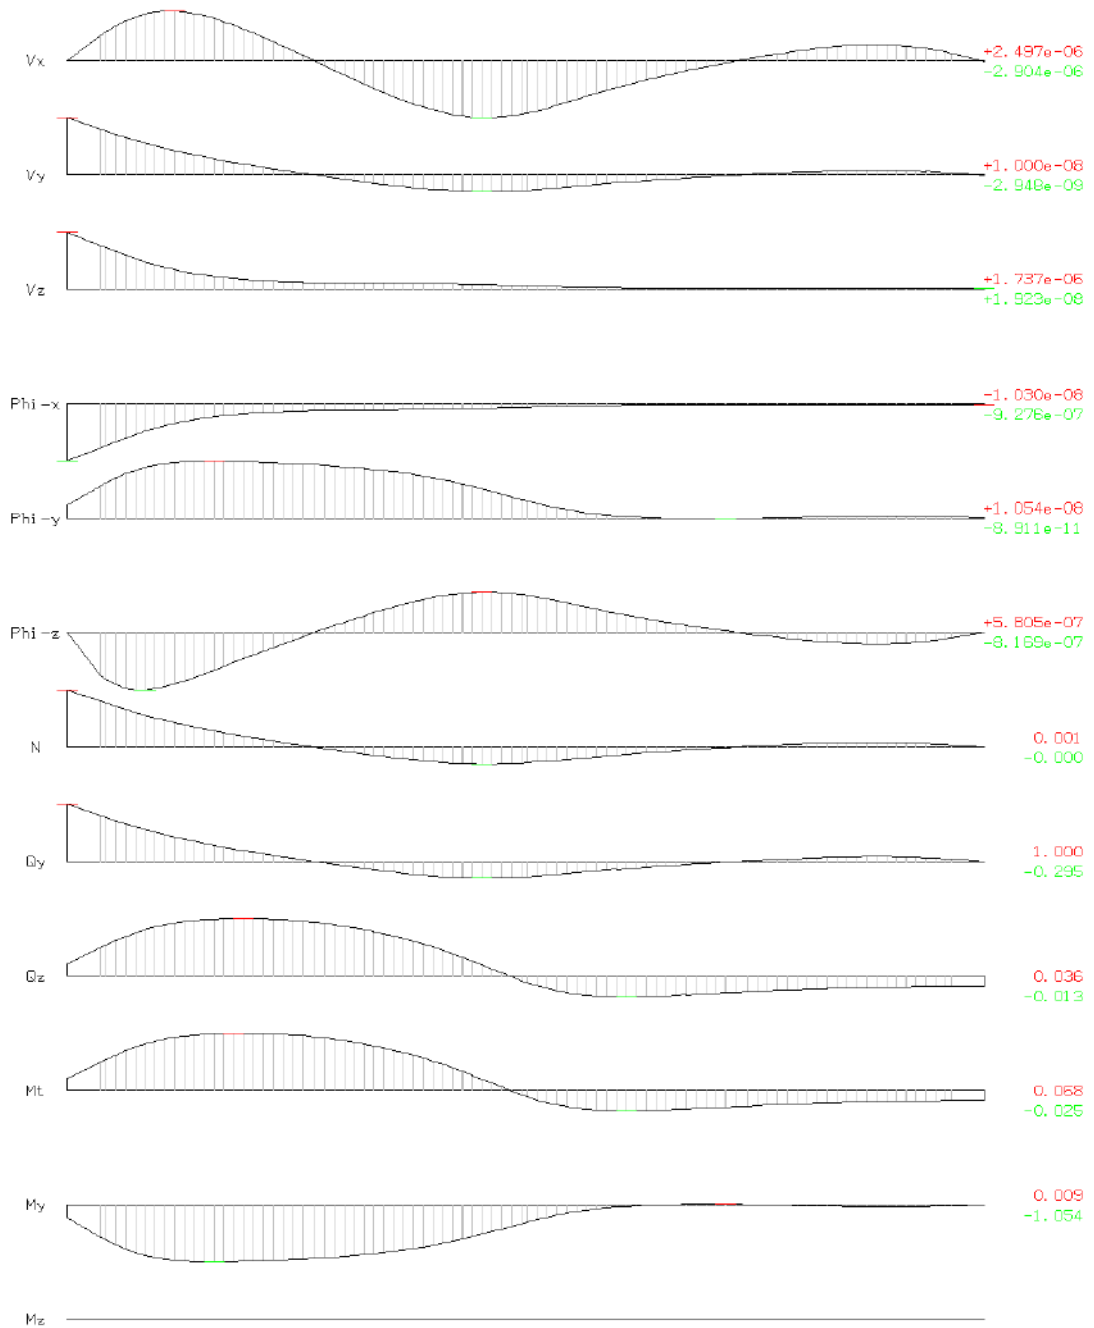 Vx
+2.497e-06
-2.904e-06
Vy
+1.000e-08
-2.948e-09
Vz
+1.737e-06
+1.923e-08
Phi-x
-1.030e-08
-9.276e-07
Phi-y
+1.054e-08
-8.911e-11
Phi-z
+5.805e-07
-8.169e-07
N
0.001
-0.000
Qy
1.000
-0.295
Qz
0.036
-0.013
Mt
0.068
-0.025
My
0.009
-1.054
Mz